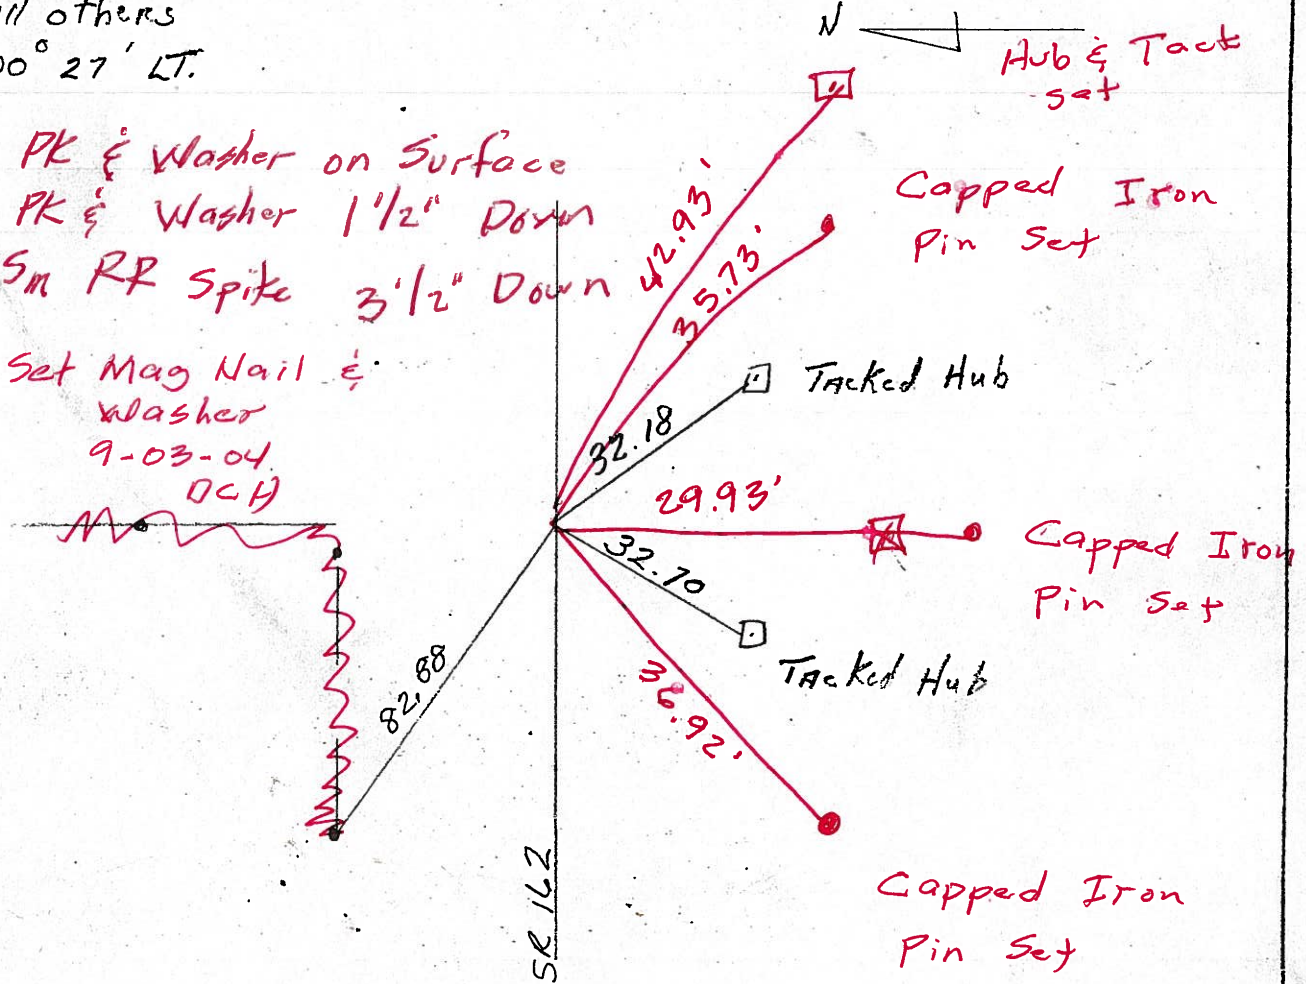 others
27' LT.
N
Hub & Tack
set
PK & Washer on Surface
PK & Washer 1 1/2" Down
Sm RR Spike 3 1/2" Down
Set Mag Nail &
Washer
9-03-04
DCH
42.93'
35.73'
Capped Iron
Pin Set
32.18
Tacked Hub
29.93'
Capped Iron
Pin Set
32.70
Tacked Hub
82.88
36.92'
SR 162
Capped Iron
Pin Set